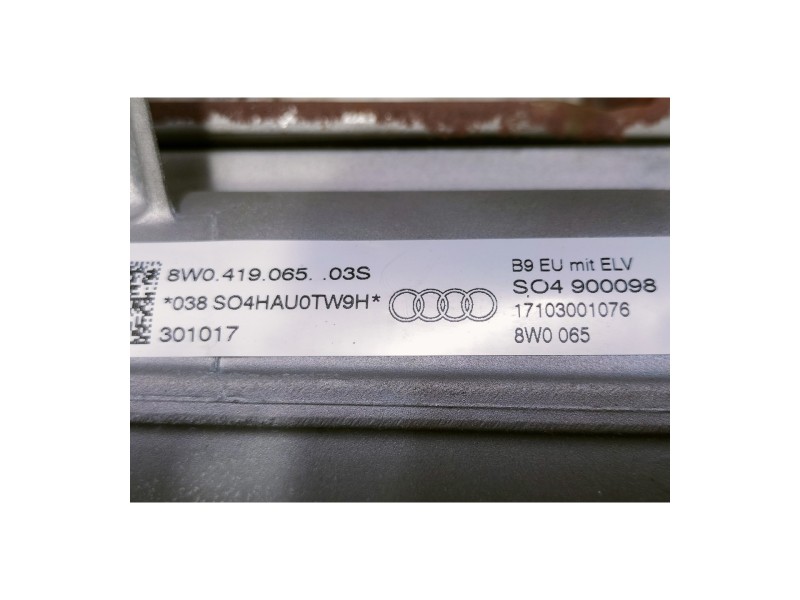 8W0.419.065. .03S
*038 SO4HAU0TW9H*
301017
B9 EU mit ELV
SO4 900098
17103001076
8W0 065